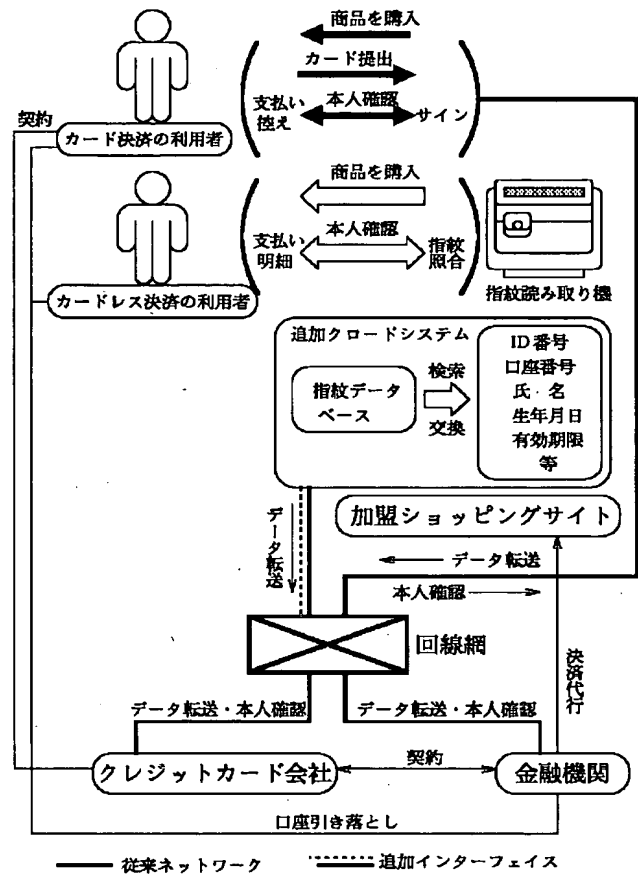 商品を購入
カード提出
契約
支払い
控え
本人確認
サイン
カード決済の利用者
商品を購入
本人確認
支払い
明細
指紋
照合
カードレス決済の利用者
指紋読み取り機
追加クロードシステム
指紋データ
ベース
検索
交換
ID番号
口座番号
氏・名
生年月日
有効期限
等
データ転送
加盟ショッピングサイト
データ転送
本人確認
回線網
決済代行
データ転送・本人確認
データ転送・本人確認
クレジットカード会社
契約
金融機関
口座引き落とし
従来ネットワーク
追加インターフェイス